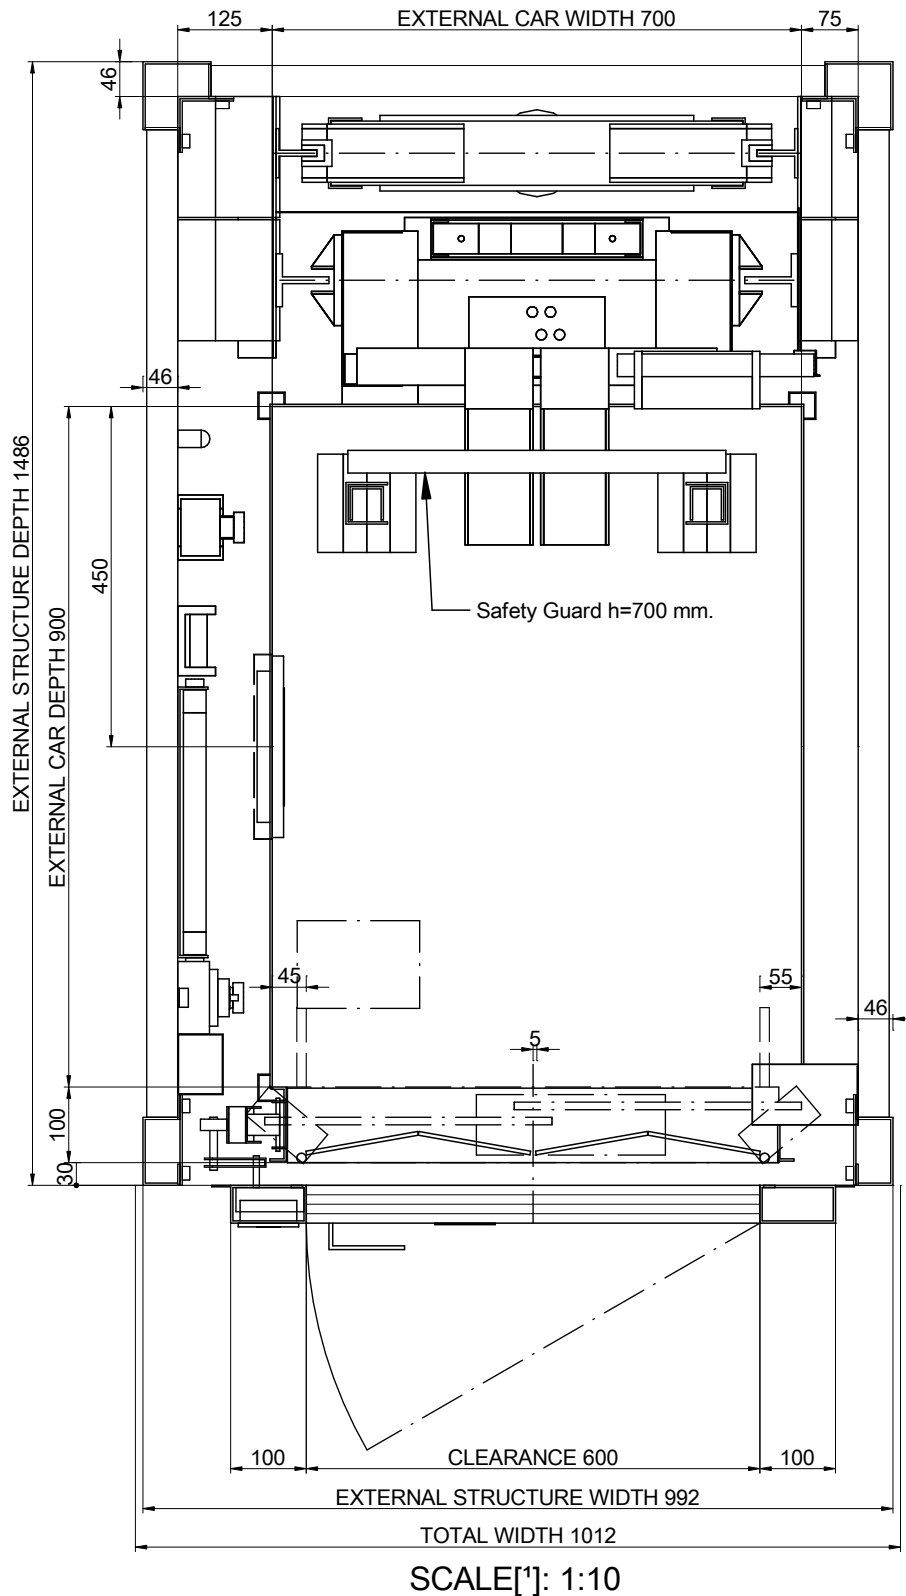 125
EXTERNAL CAR WIDTH 700
75
46
46
EXTERNAL STRUCTURE DEPTH 1486
EXTERNAL CAR DEPTH 900
450
Safety Guard h=700 mm.
45
55
46
5
100
30
100
CLEARANCE 600
100
EXTERNAL STRUCTURE WIDTH 992
TOTAL WIDTH 1012
SCALE[¹]: 1:10